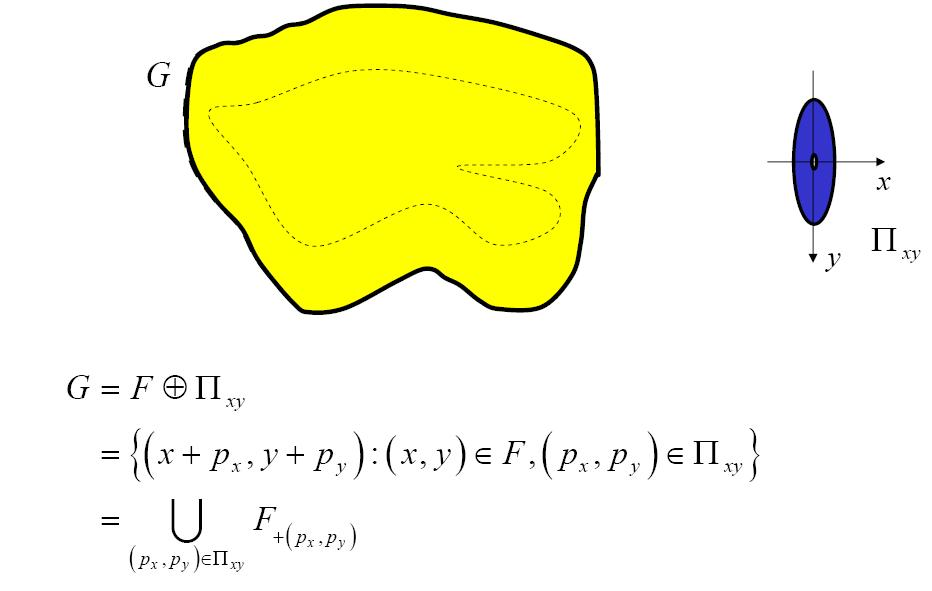 G
x
y
Π_xy
G = F ⊕ Π_xy
= {(x + p_x, y + p_y) : (x, y) ∈ F, (p_x, p_y) ∈ Π_xy}
= ⋃_{(p_x, p_y)∈Π_xy} F_{+(p_x, p_y)}